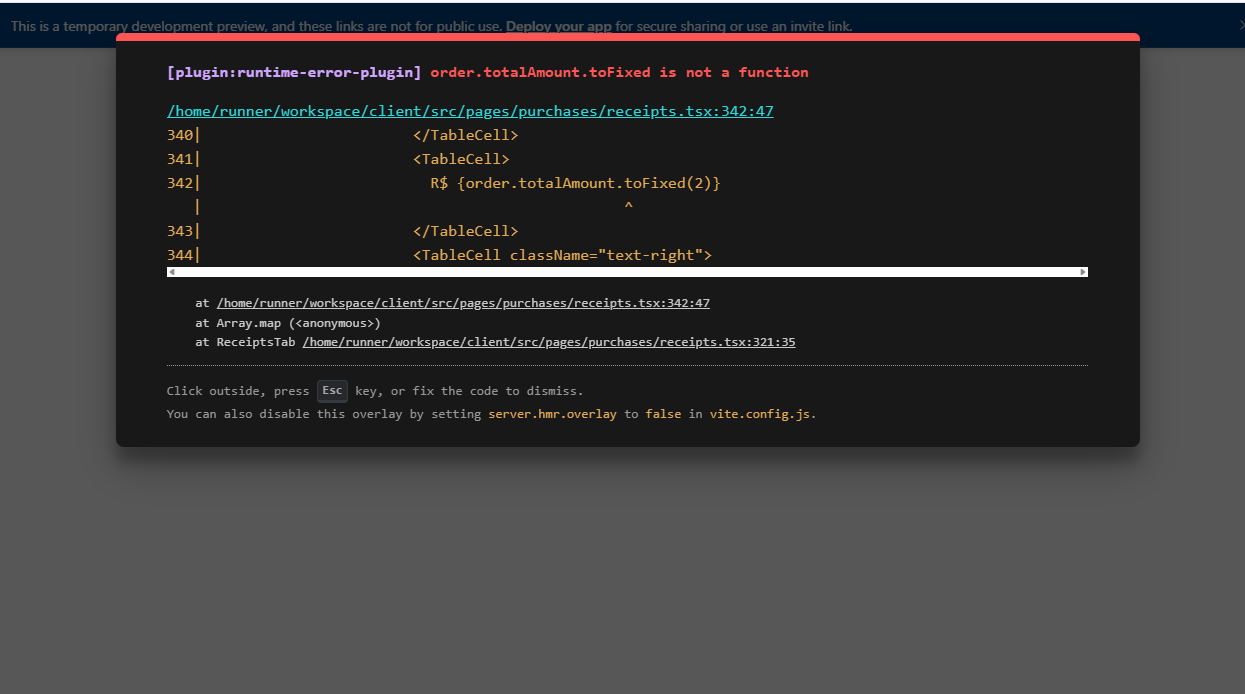 This is a temporary development preview, and these links are not for public use. Deploy your app for secure sharing or use an invite link.
[plugin:runtime-error-plugin] order.totalAmount.toFixed is not a function
/home/runner/workspace/client/src/pages/purchases/receipts.tsx:342:47
340|                         </TableCell>
341|                         <TableCell>
342|                           R$ {order.totalAmount.toFixed(2)}
   |                                                 ^
343|                         </TableCell>
344|                         <TableCell className="text-right">
at /home/runner/workspace/client/src/pages/purchases/receipts.tsx:342:47
at Array.map (<anonymous>)
at ReceiptsTab /home/runner/workspace/client/src/pages/purchases/receipts.tsx:321:35
Click outside, press Esc key, or fix the code to dismiss.
You can also disable this overlay by setting server.hmr.overlay to false in vite.config.js.